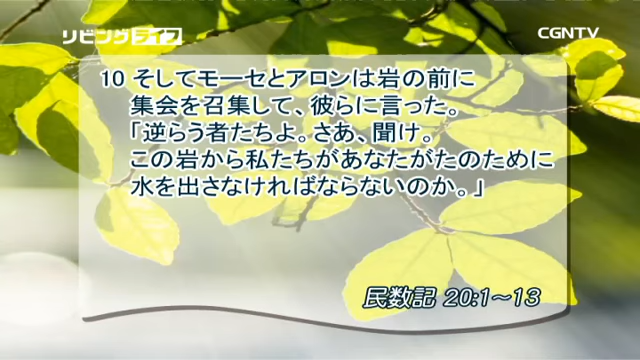 リビングライフ
CGNTV
10 そしてモーセとアロンは岩の前に
集会を召集して、彼らに言った。
「逆らう者たちよ。さあ、聞け。
この岩から私たちがあなたがたのために
水を出さなければならないのか。」
民数記 20:1～13